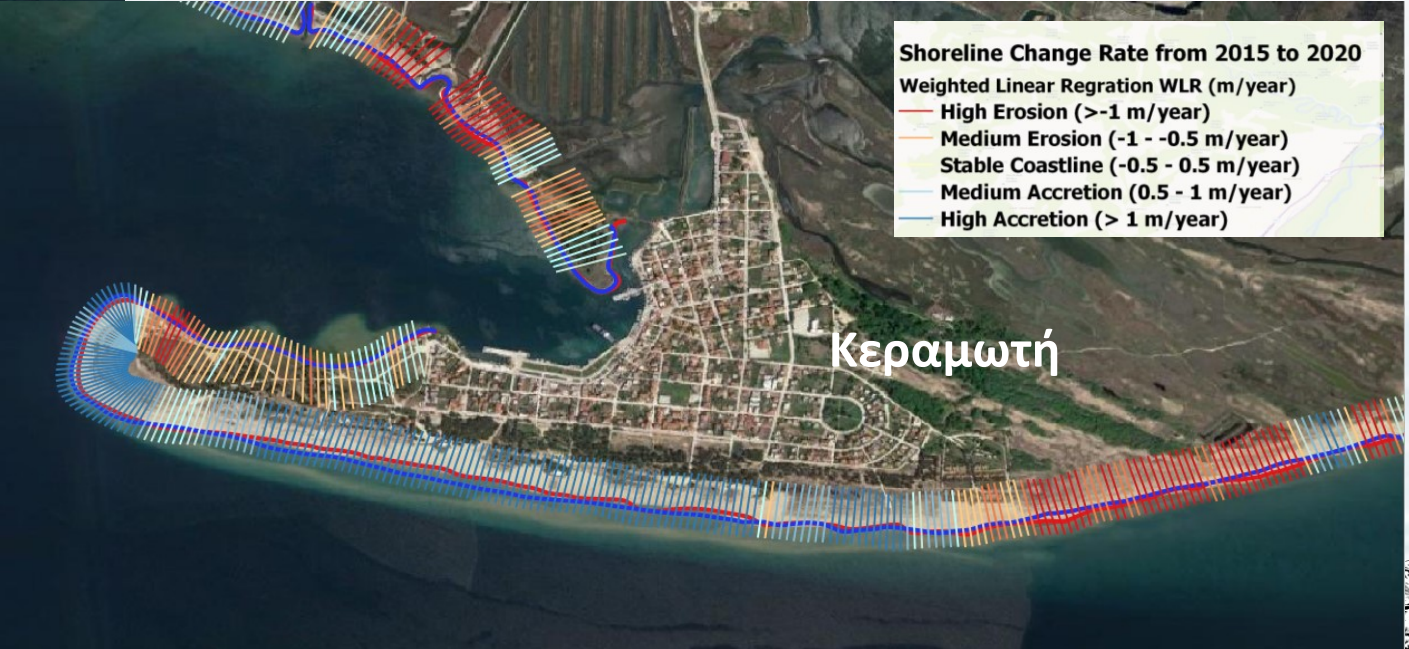 Shoreline Change Rate from 2015 to 2020
Weighted Linear Regration WLR (m/year)
High Erosion (>-1 m/year)
Medium Erosion (-1 - -0.5 m/year)
Stable Coastline (-0.5 - 0.5 m/year)
Medium Accretion (0.5 - 1 m/year)
High Accretion (> 1 m/year)
Κεραμωτή